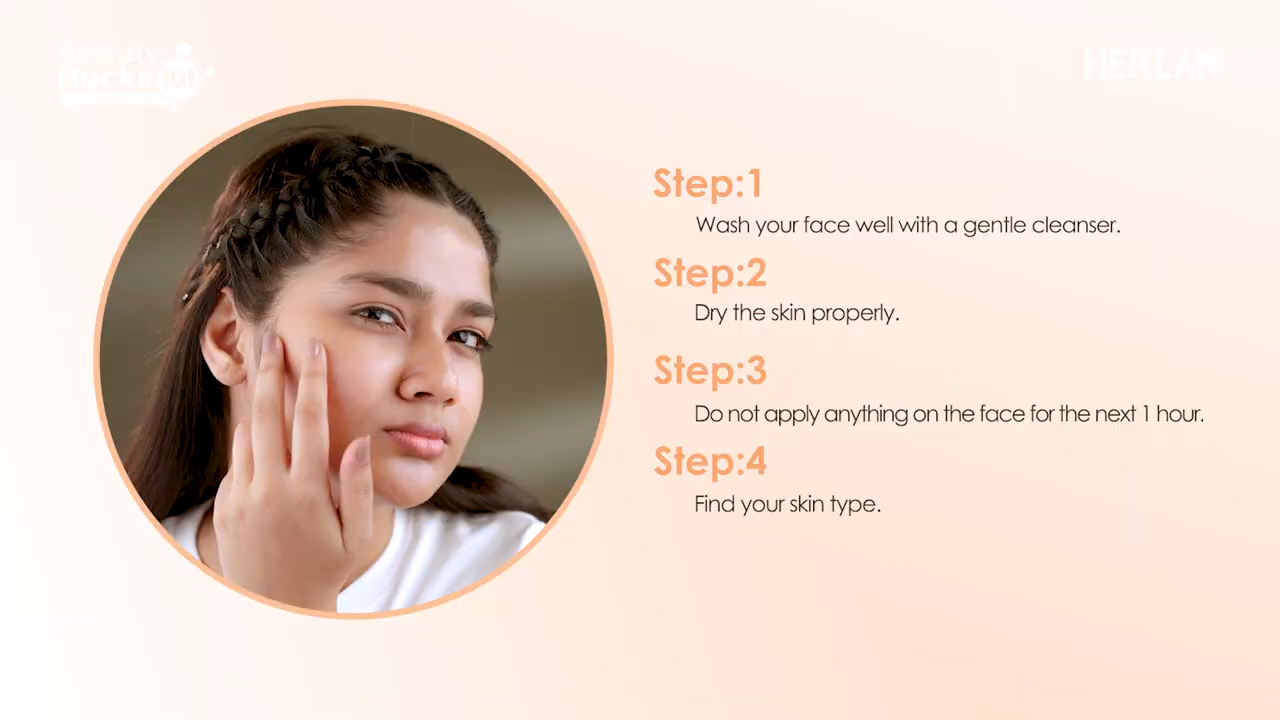 Beauty
Hacks 101
HERLAN
Step:1
Wash your face well with a gentle cleanser.
Step:2
Dry the skin properly.
Step:3
Do not apply anything on the face for the next 1 hour.
Step:4
Find your skin type.